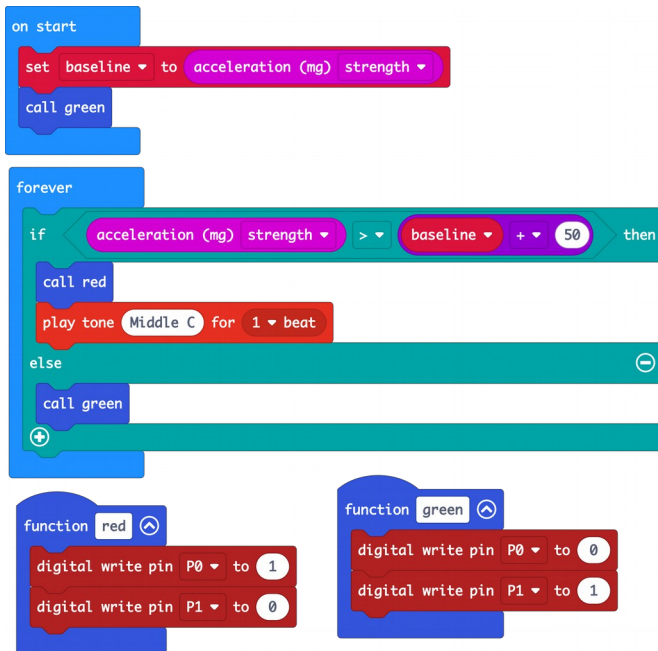 on start
set baseline to acceleration (mg) strength
call green
forever
if acceleration (mg) strength > baseline + 50 then
call red
play tone Middle C for 1 beat
else
call green
function red
digital write pin P0 to 1
digital write pin P1 to 0
function green
digital write pin P0 to 0
digital write pin P1 to 1